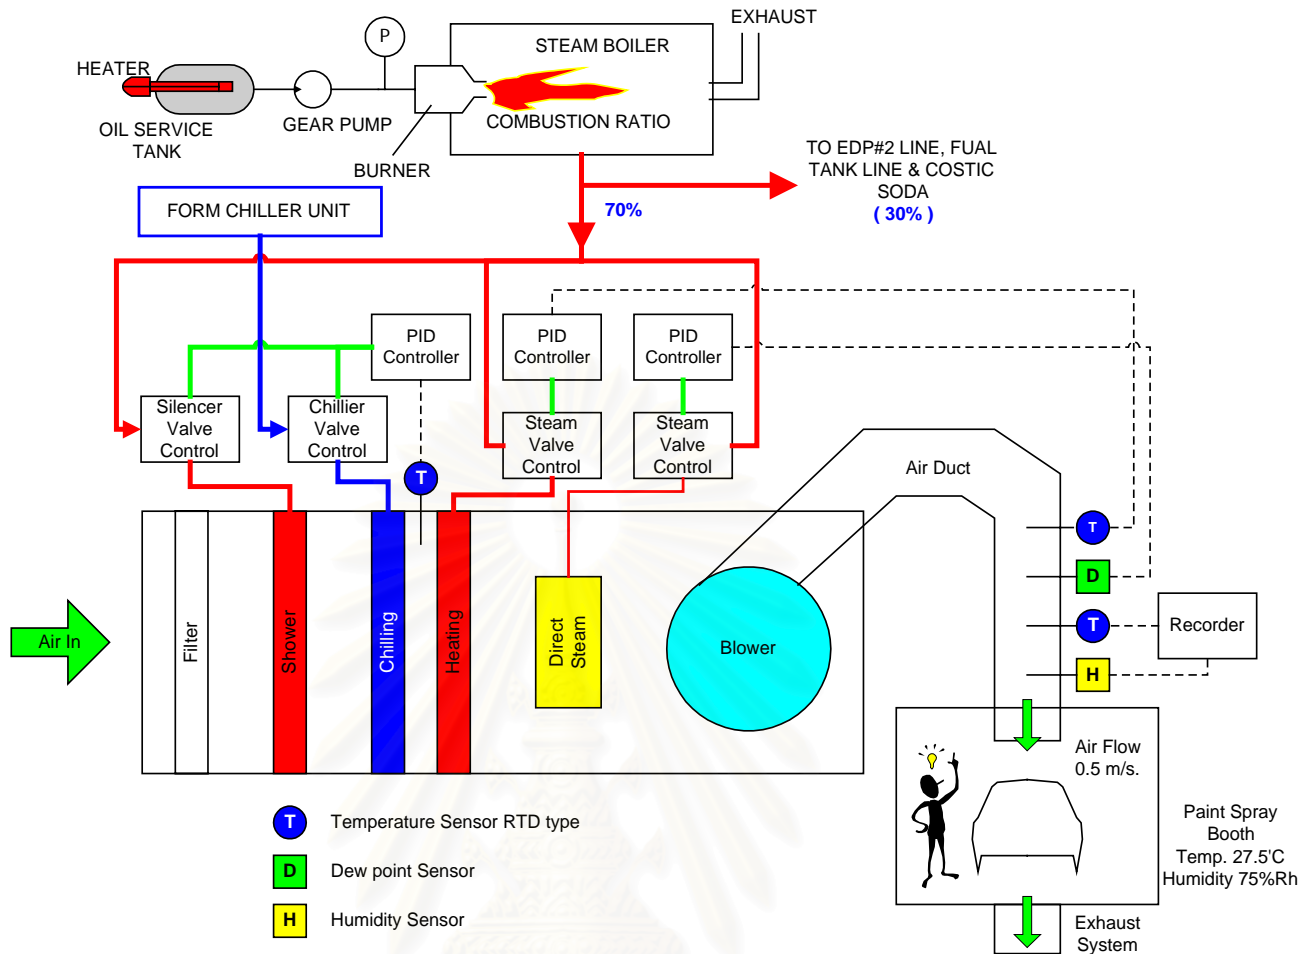 EXHAUST
P
STEAM BOILER
HEATER
OIL SERVICE
TANK
GEAR PUMP
COMBUSTION RATIO
BURNER
TO EDP#2 LINE, FUAL
TANK LINE & COSTIC
SODA
( 30% )
70%
FORM CHILLER UNIT
PID
Controller
PID
Controller
PID
Controller
Silencer
Valve
Control
Chillier
Valve
Control
Steam
Valve
Control
Steam
Valve
Control
T
Air Duct
T
D
T
H
Recorder
Air In
Filter
Shower
Chilling
Heating
Direct
Steam
Blower
Air Flow
0.5 m/s.
Paint Spray
Booth
Temp. 27.5'C
Humidity 75%Rh
T
Temperature Sensor RTD type
D
Dew point Sensor
H
Humidity Sensor
Exhaust
System